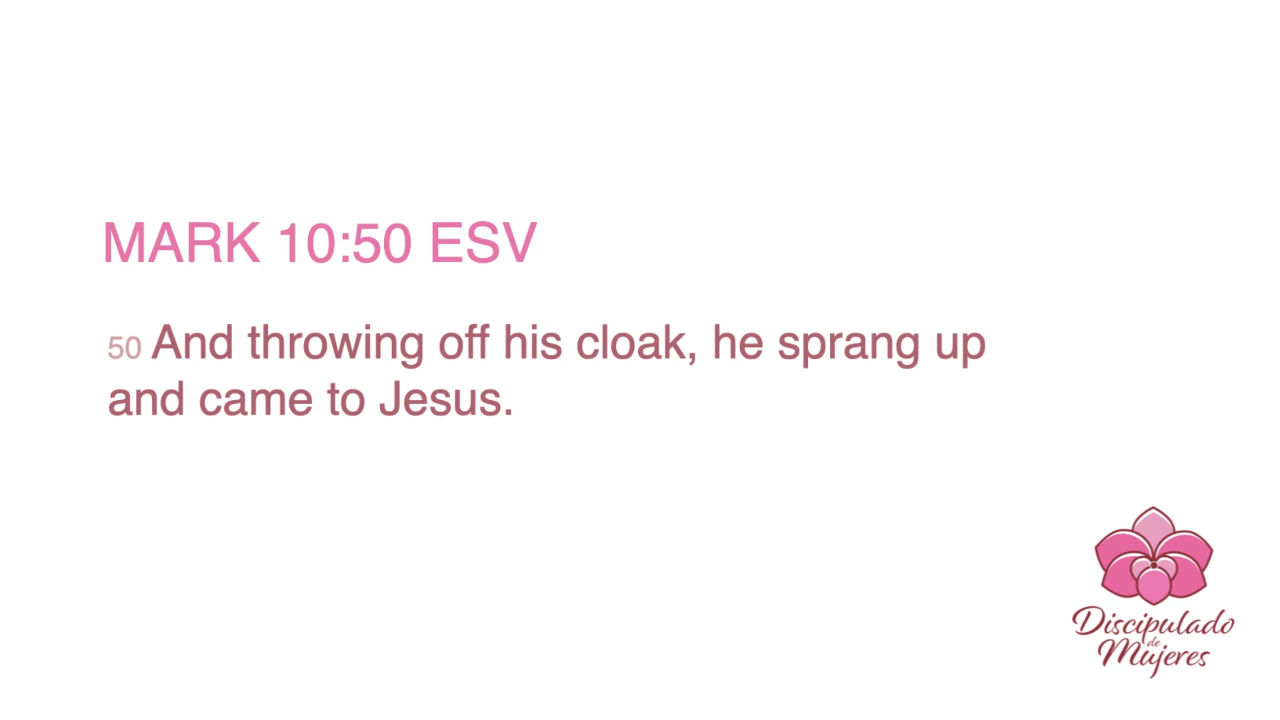 MARK 10:50 ESV
50 And throwing off his cloak, he sprang up
and came to Jesus.
Discipulado
de
Mujeres